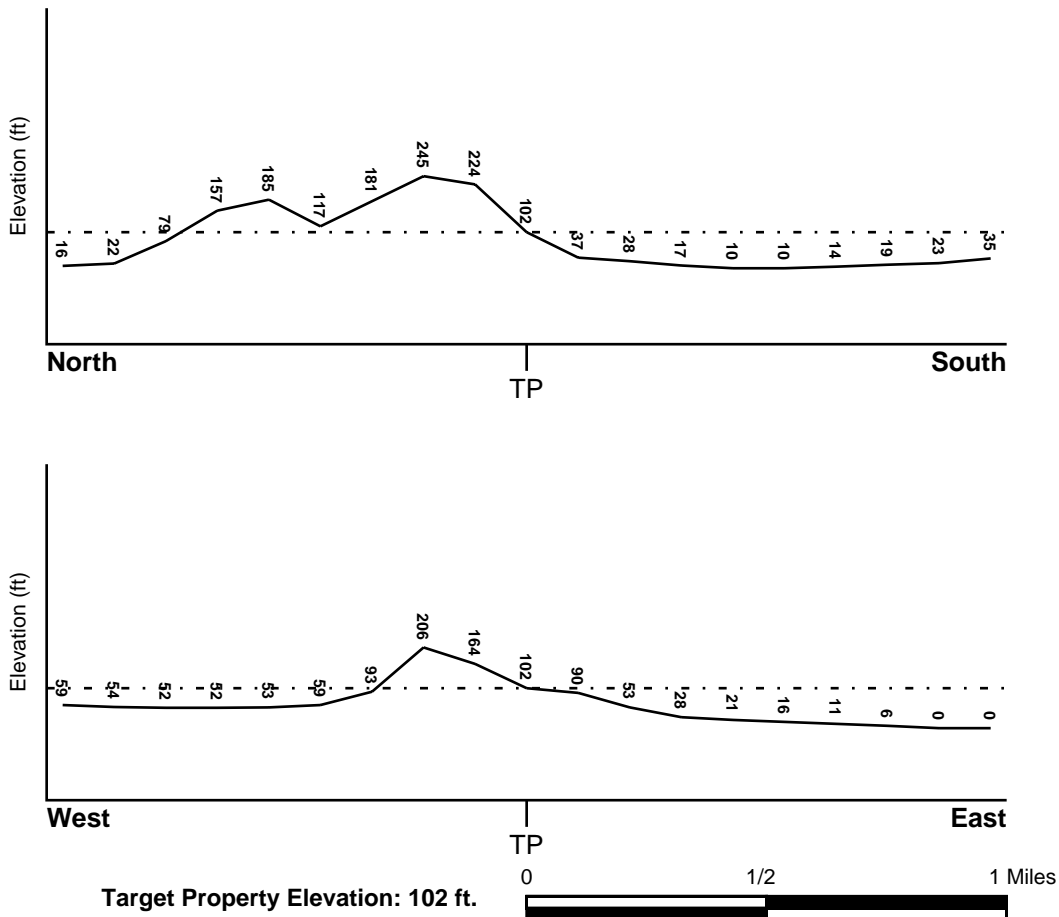 Elevation (ft)
16 22 79 157 185 117 181 245 224 102 37 28 17 10 10 14 19 23 35
North South
TP
Elevation (ft)
59 54 52 52 53 59 93 206 164 102 90 53 28 21 16 11 6 0 0
West East
TP
Target Property Elevation: 102 ft.
0 1/2 1 Miles